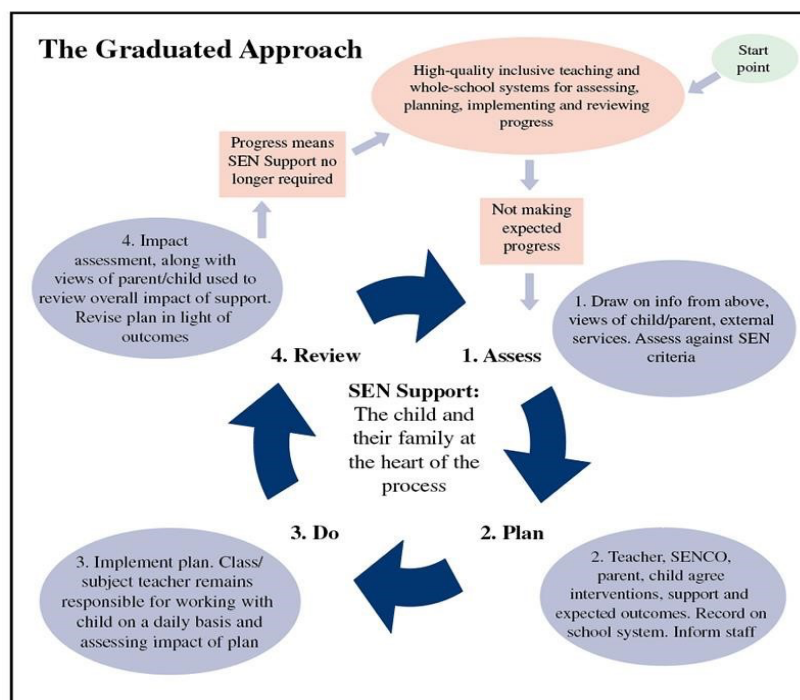 The Graduated Approach
Start
point
High-quality inclusive teaching and
whole-school systems for assessing,
planning, implementing and reviewing
progress
Progress means
SEN Support no
longer required
Not making
expected
progress
4. Impact
assessment, along with
views of parent/child used to
review overall impact of support.
Revise plan in light of
outcomes
1. Draw on info from above,
views of child/parent, external
services. Assess against SEN
criteria
4. Review
1. Assess
SEN Support:
The child and
their family at
the heart of the
process
3. Do
2. Plan
3. Implement plan. Class/
subject teacher remains
responsible for working with
child on a daily basis and
assessing impact of plan
2. Teacher, SENCO,
parent, child agree
interventions, support and
expected outcomes. Record on
school system. Inform staff